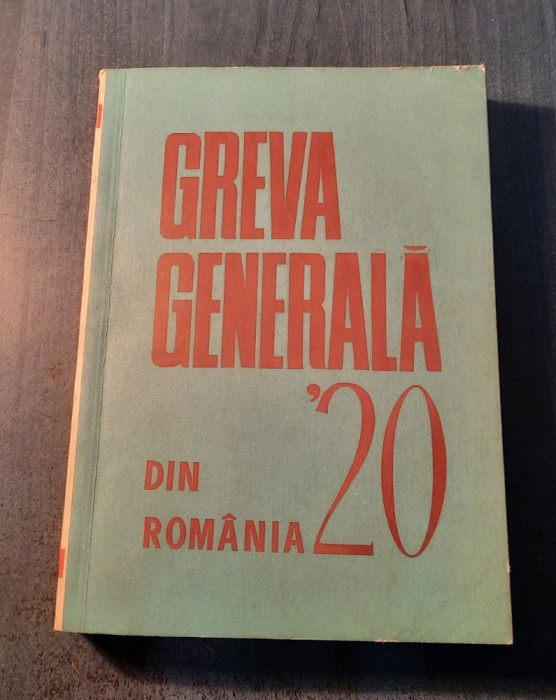 GREVA
GENERALĂ
'20
DIN
ROMÂNIA